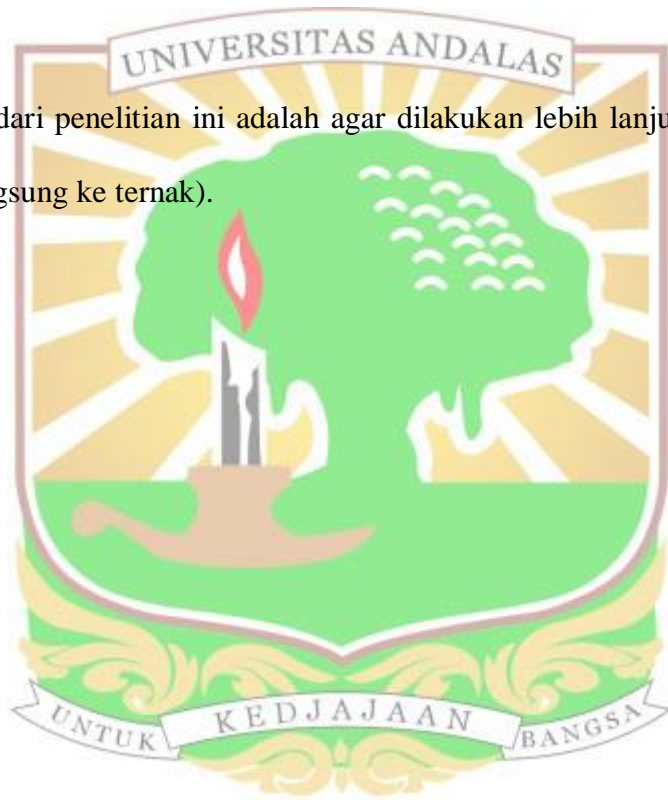 UNIVERSITAS ANDALAS
dari penelitian ini adalah agar dilakukan lebih lanju
gsung ke ternak).
UNTUK KEDJAJAAN BANGSA